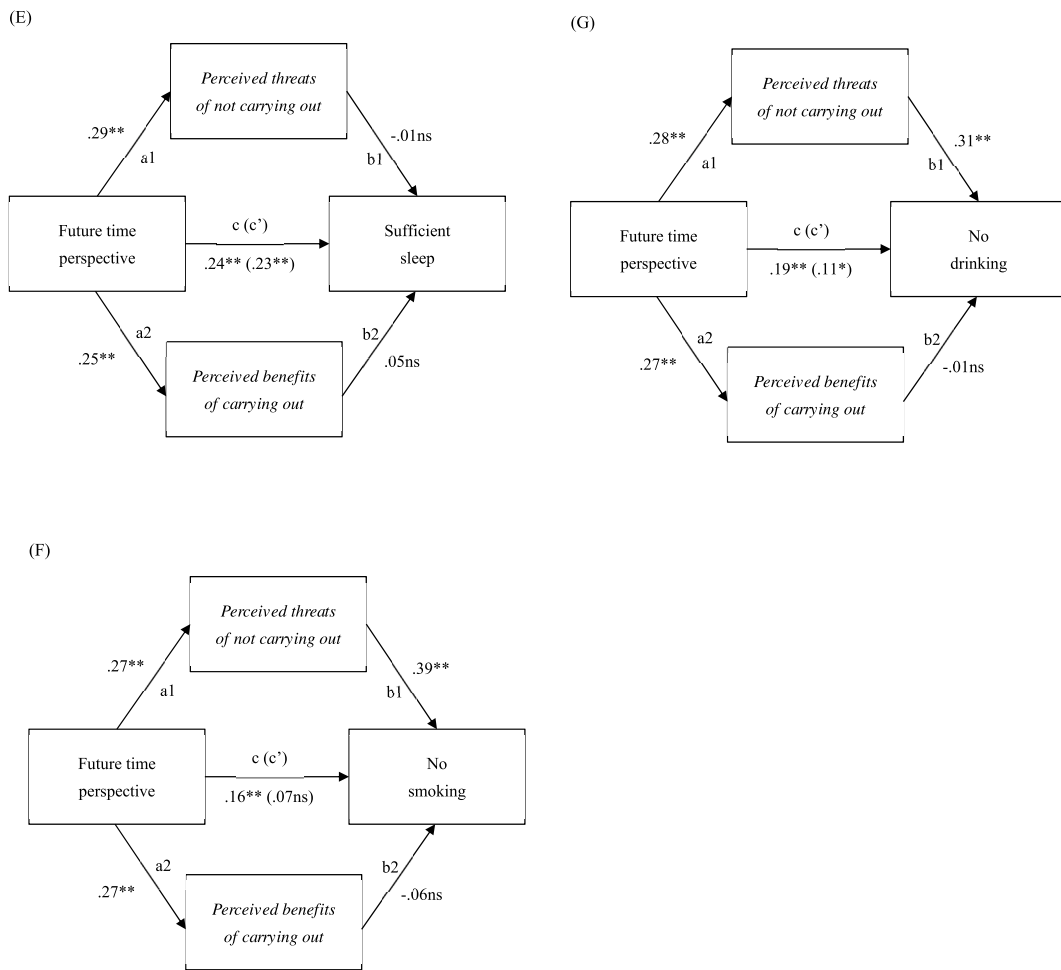 (E)
Perceived threats
of not carrying out
.29**
a1
-.01ns
b1
Future time
perspective
c (c’)
.24** (.23**)
Sufficient
sleep
a2
.25**
b2
.05ns
Perceived benefits
of carrying out
(G)
Perceived threats
of not carrying out
.28**
a1
.31**
b1
Future time
perspective
c (c’)
.19** (.11*)
No
drinking
a2
.27**
b2
-.01ns
Perceived benefits
of carrying out
(F)
Perceived threats
of not carrying out
.27**
a1
.39**
b1
Future time
perspective
c (c’)
.16** (.07ns)
No
smoking
a2
.27**
b2
-.06ns
Perceived benefits
of carrying out